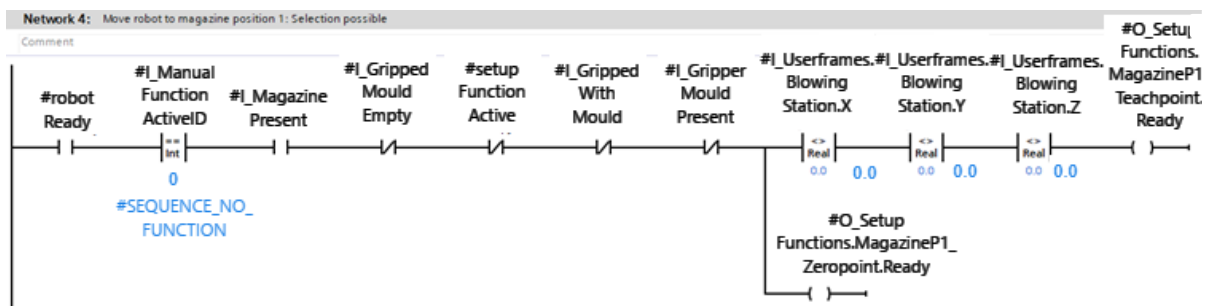 Network 4: Move robot to magazine position 1: Selection possible
Comment
#robot
Ready
#I_Manual
Function
ActiveID
==
Int
0
#SEQUENCE_NO_
FUNCTION
#I_Magazine
Present
#I_Gripped
Mould
Empty
#setup
Function
Active
#I_Gripped
With
Mould
#I_Gripper
Mould
Present
#I_Userframes.
Blowing
Station.X
<>
Real
0.0 0.0
#I_Userframes.
Blowing
Station.Y
<>
Real
0.0 0.0
#I_Userframes.
Blowing
Station.Z
<>
Real
0.0 0.0
#O_Setu
Functions.
MagazineP1
Teachpoint.
Ready
#O_Setup
Functions.MagazineP1_
Zeropoint.Ready